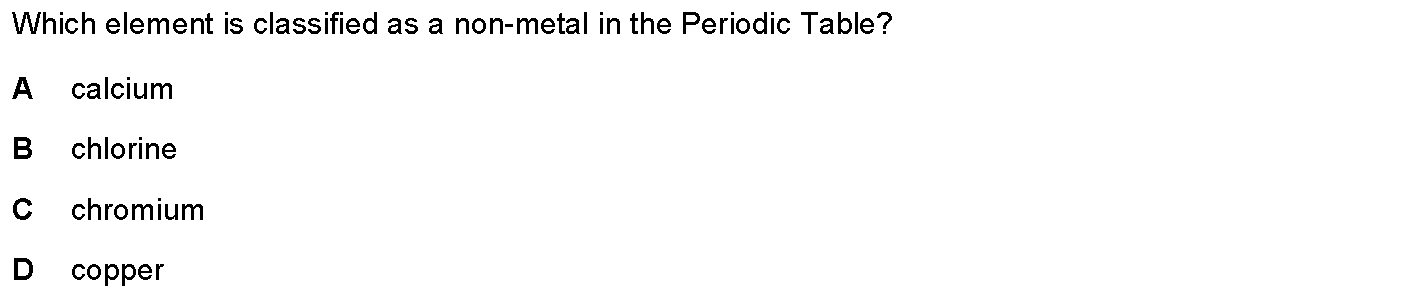 Which element is classified as a non-metal in the Periodic Table?
A calcium
B chlorine
C chromium
D copper